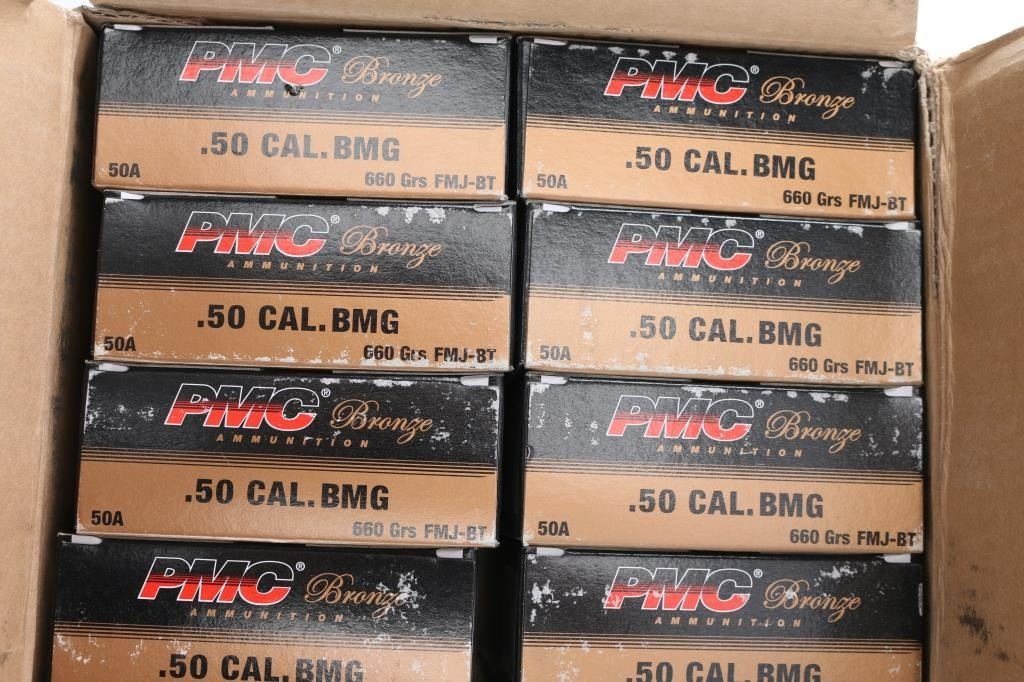 PMC® Bronze
AMMUNITION
.50 CAL. BMG
50A 660 Grs FMJ-BT
PMC® Bronze
AMMUNITION
.50 CAL. BMG
50A 660 Grs FMJ-BT
PMC® Bronze
AMMUNITION
.50 CAL. BMG
50A 660 Grs FMJ-BT
PMC® Bronze
AMMUNITION
.50 CAL. BMG
50A 660 Grs FMJ-BT
PMC® Bronze
AMMUNITION
.50 CAL. BMG
50A 660 Grs FMJ-BT
PMC® Bronze
AMMUNITION
.50 CAL. BMG
50A 660 Grs FMJ-BT
PMC® Bronze
AMMUNITION
.50 CAL. BMG
PMC® Bronze
AMMUNITION
.50 CAL. BMG